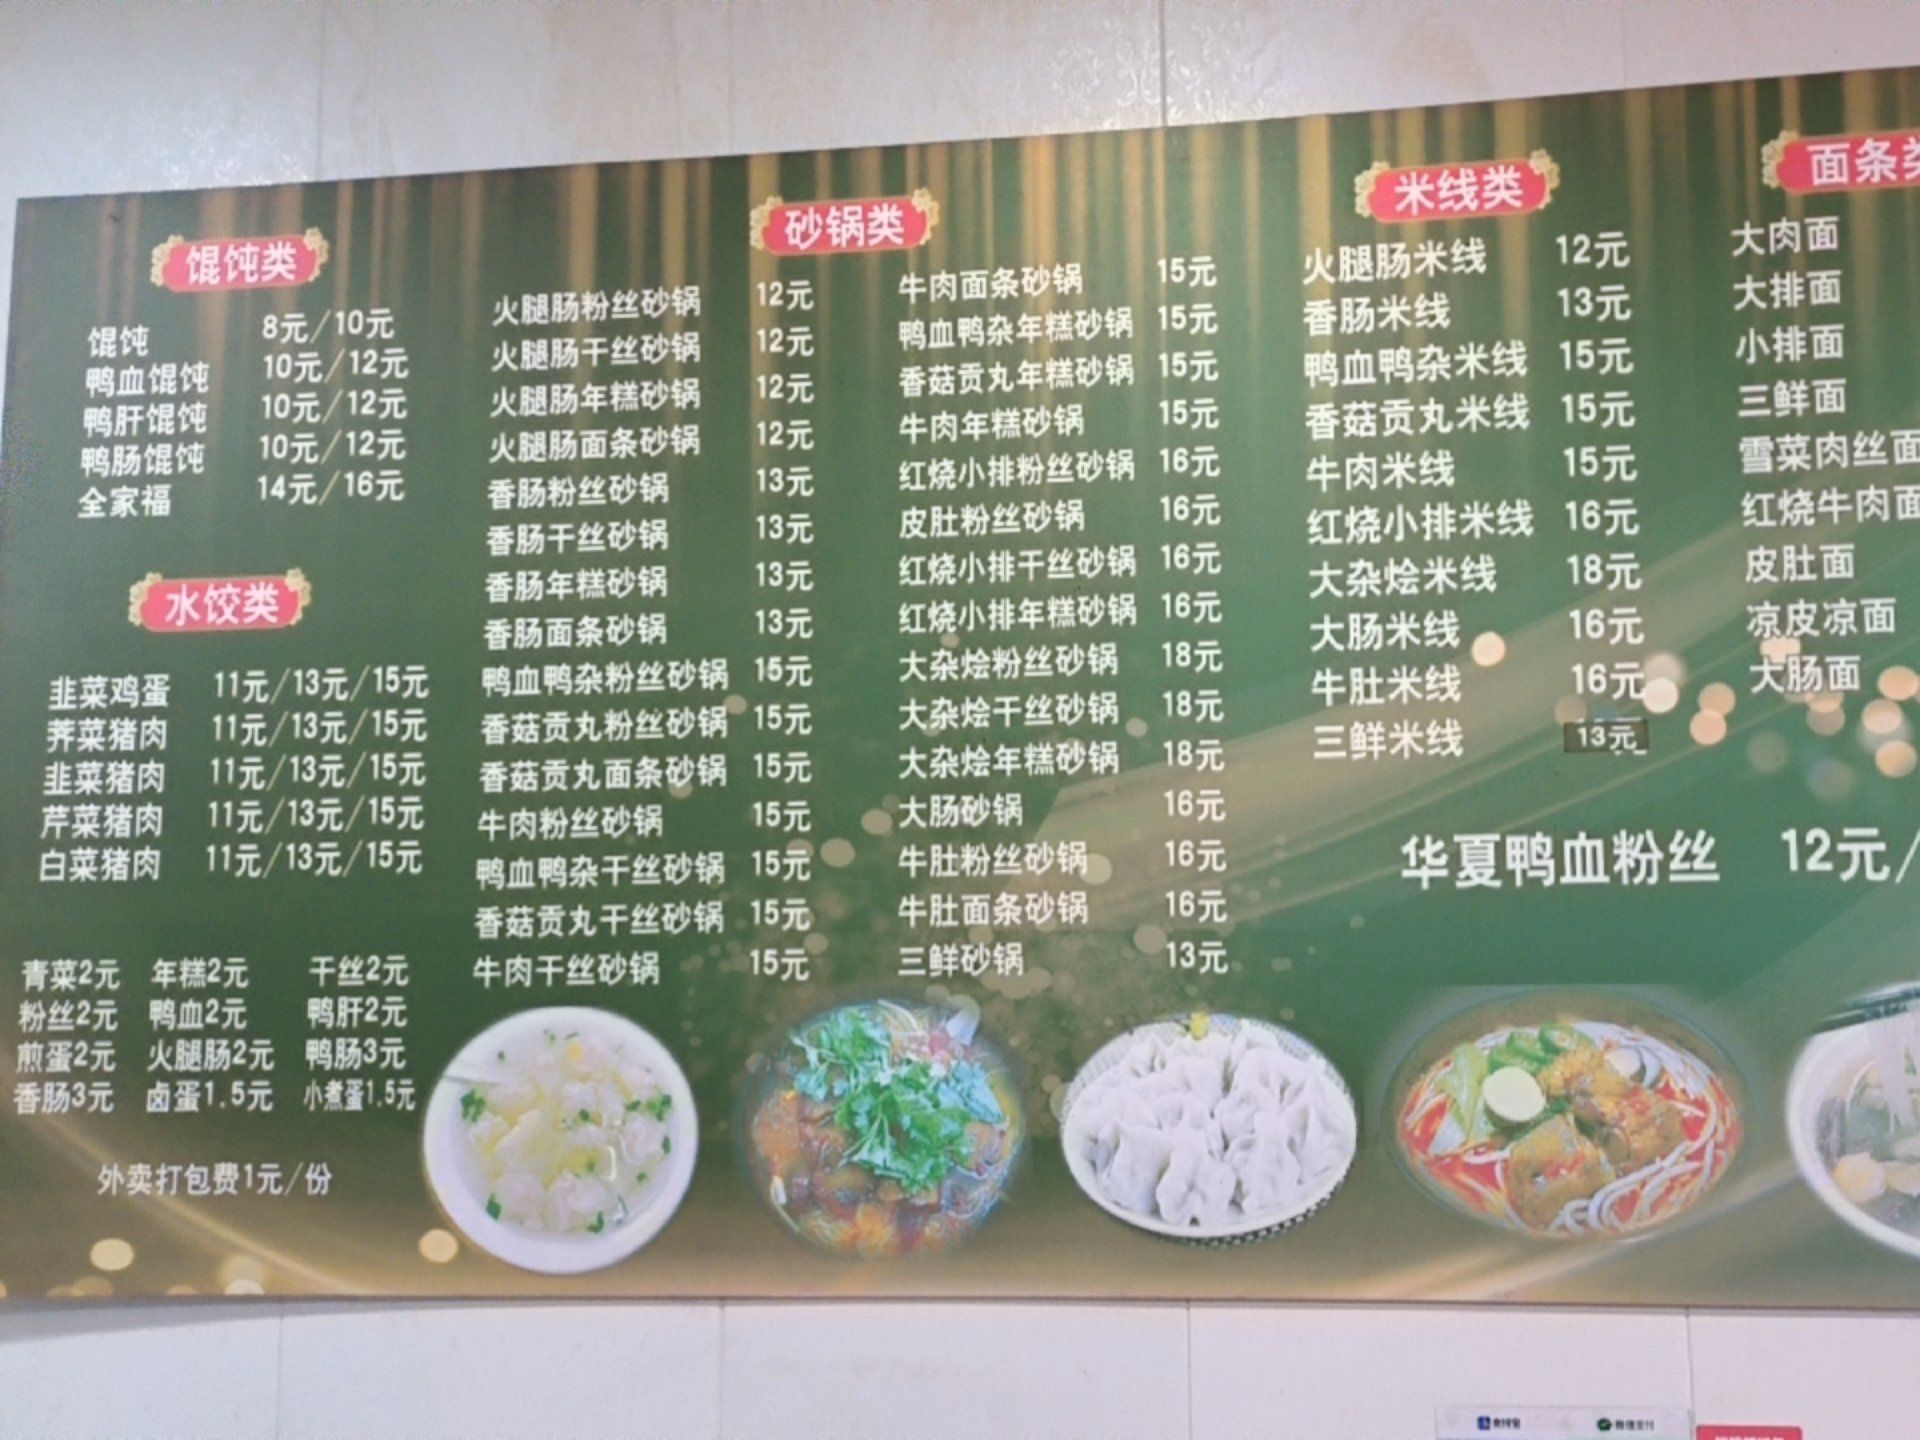 馄饨类
馄饨 8元/10元
鸭血馄饨 10元/12元
鸭肝馄饨 10元/12元
鸭肠馄饨 10元/12元
全家福 14元/16元
水饺类
韭菜鸡蛋 11元/13元/15元
荠菜猪肉 11元/13元/15元
韭菜猪肉 11元/13元/15元
芹菜猪肉 11元/13元/15元
白菜猪肉 11元/13元/15元
青菜2元 年糕2元 干丝2元
粉丝2元 鸭血2元 鸭肝2元
煎蛋2元 火腿肠2元 鸭肠3元
香肠3元 卤蛋1.5元 小煮蛋1.5元
外卖打包费1元/份
砂锅类
火腿肠粉丝砂锅 12元
火腿肠干丝砂锅 12元
火腿肠年糕砂锅 12元
火腿肠面条砂锅 12元
香肠粉丝砂锅 13元
香肠干丝砂锅 13元
香肠年糕砂锅 13元
香肠面条砂锅 13元
鸭血鸭杂粉丝砂锅 15元
香菇贡丸粉丝砂锅 15元
香菇贡丸面条砂锅 15元
牛肉粉丝砂锅 15元
鸭血鸭杂干丝砂锅 15元
香菇贡丸干丝砂锅 15元
牛肉干丝砂锅 15元
牛肉面条砂锅 15元
鸭血鸭杂年糕砂锅 15元
香菇贡丸年糕砂锅 15元
牛肉年糕砂锅 15元
红烧小排粉丝砂锅 16元
皮肚粉丝砂锅 16元
红烧小排干丝砂锅 16元
红烧小排年糕砂锅 16元
大杂烩粉丝砂锅 18元
大杂烩干丝砂锅 18元
大杂烩年糕砂锅 18元
大肠砂锅 16元
牛肚粉丝砂锅 16元
牛肚面条砂锅 16元
三鲜砂锅 13元
米线类
火腿肠米线 12元
香肠米线 13元
鸭血鸭杂米线 15元
香菇贡丸米线 15元
牛肉米线 15元
红烧小排米线 16元
大杂烩米线 18元
大肠米线 16元
牛肚米线 16元
三鲜米线 13元
华夏鸭血粉丝 12元/
面条类
大肉面
大排面
小排面
三鲜面
雪菜肉丝面
红烧牛肉面
皮肚面
凉皮凉面
大肠面
支付宝
微信支付